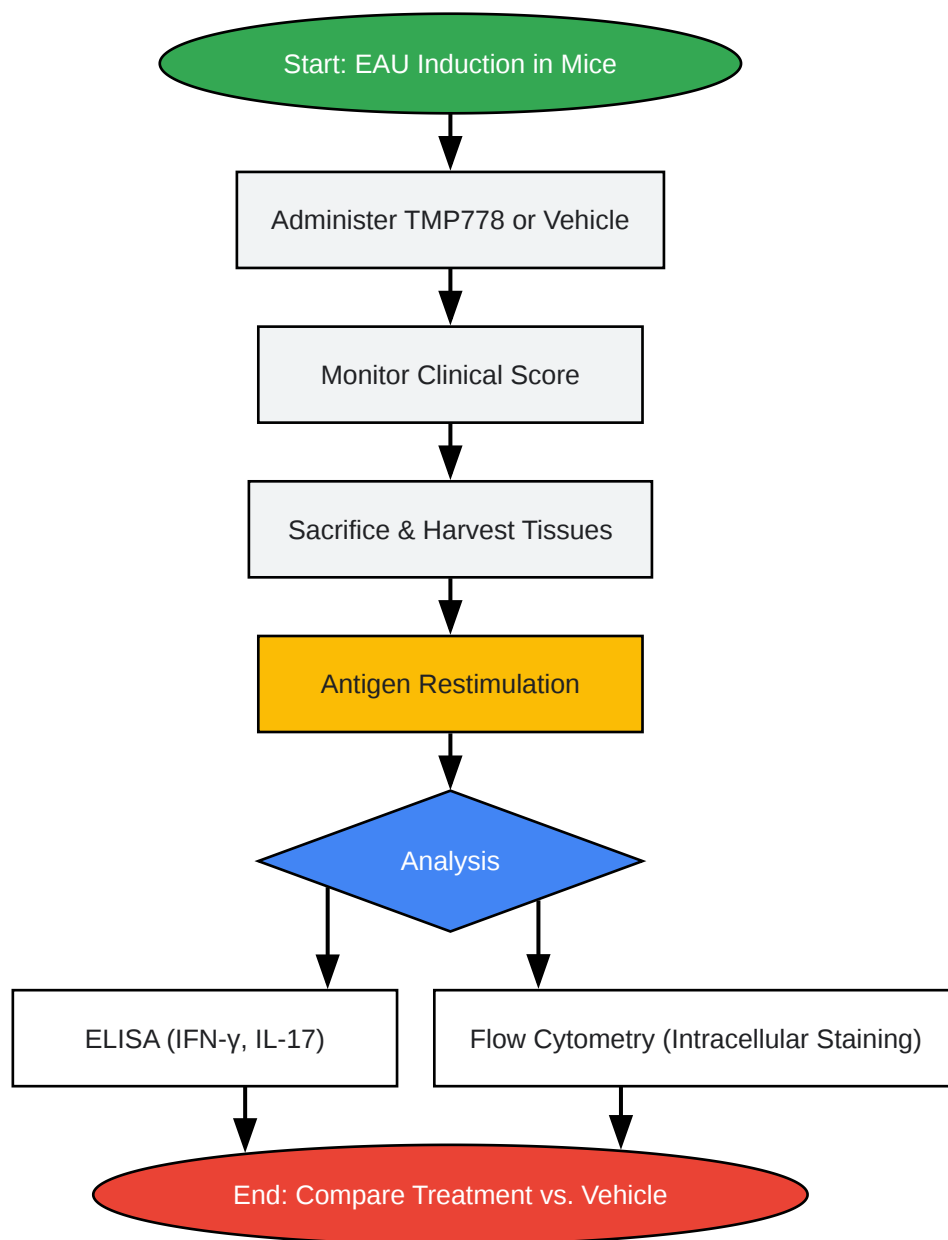 Start: EAU Induction in Mice
Administer TMP778 or Vehicle
Monitor Clinical Score
Sacrifice & Harvest Tissues
Antigen Restimulation
Analysis
ELISA (IFN-γ, IL-17)
Flow Cytometry (Intracellular Staining)
End: Compare Treatment vs. Vehicle